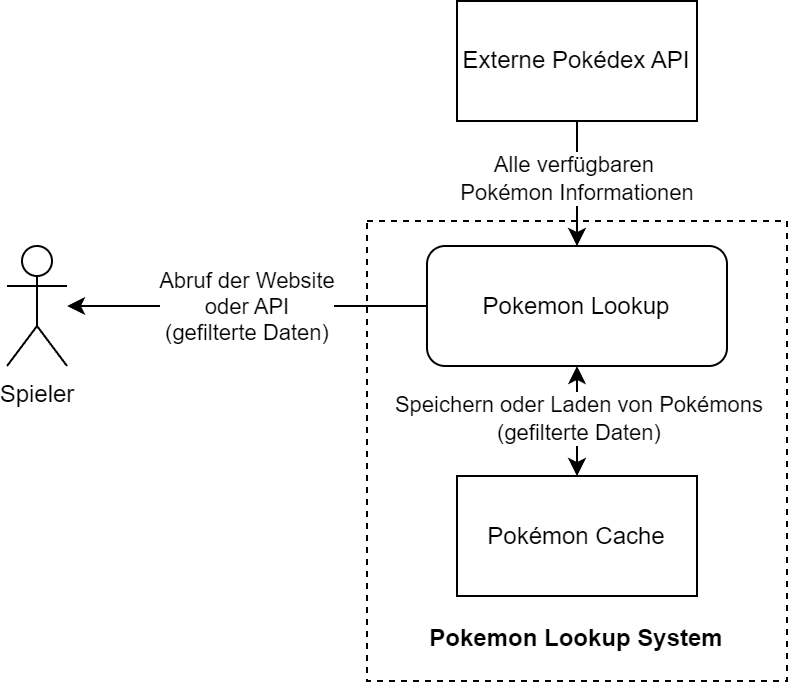 Externe Pokédex API
Alle verfügbaren
Pokémon Informationen
Abruf der Website
oder API
(gefilterte Daten)
Pokemon Lookup
Spieler
Speichern oder Laden von Pokémons
(gefilterte Daten)
Pokémon Cache
Pokemon Lookup System